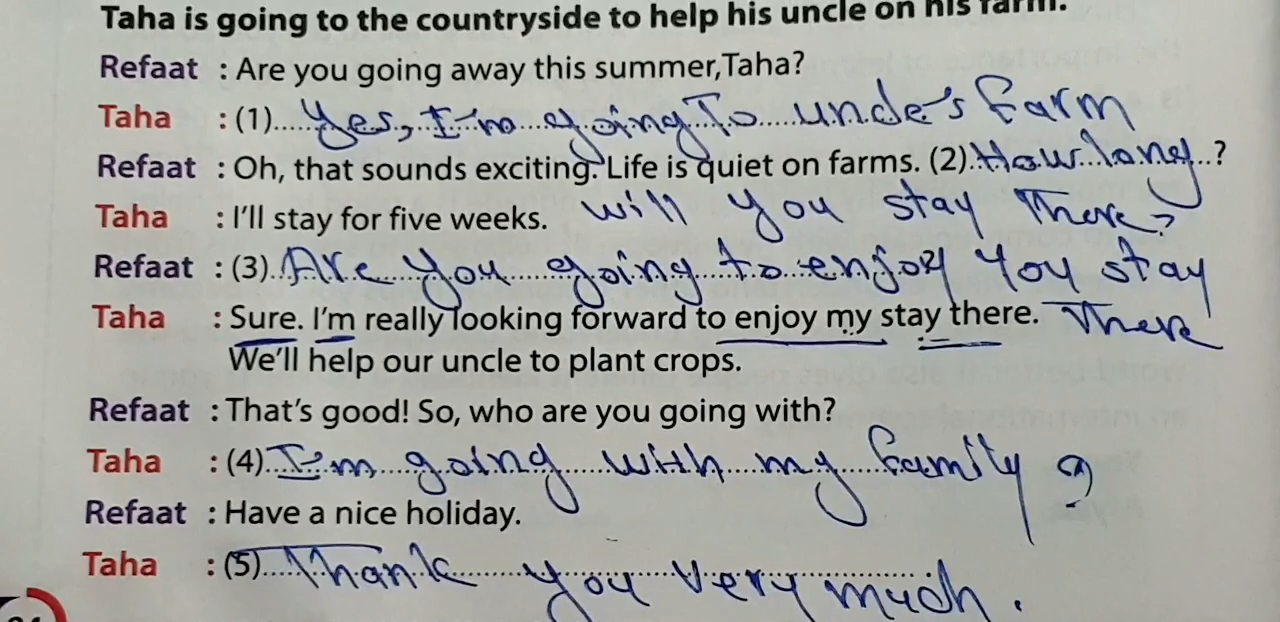 Taha is going to the countryside to help his uncle on his farm.
Refaat : Are you going away this summer,Taha?
Taha : (1) Yes, I'm going To uncle's farm
Refaat : Oh, that sounds exciting. Life is quiet on farms. (2) How long ?
Taha : I'll stay for five weeks. will you stay There?
Refaat : (3) Are you going to enjoy you stay
Taha : Sure. I'm really looking forward to enjoy my stay there. There
We'll help our uncle to plant crops.
Refaat : That's good! So, who are you going with?
Taha : (4) I'm going with my family
Refaat : Have a nice holiday.
Taha : (5) Thank you very much.